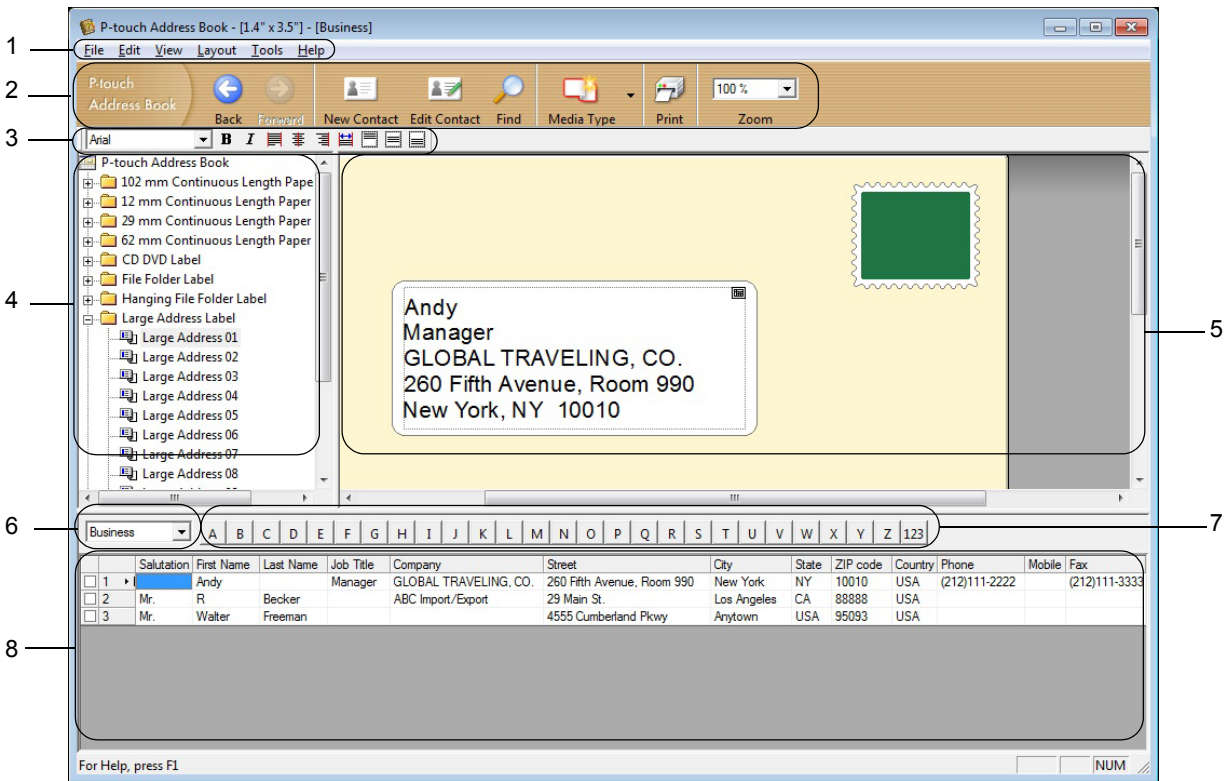 P-touch Address Book - [1.4" x 3.5"] - [Business]
1
File Edit View Layout Tools Help
2
P-touch
Address Book
Back Forward New Contact Edit Contact Find Media Type Print 100 % Zoom
3
Arial B I
P-touch Address Book
102 mm Continuous Length Pape
12 mm Continuous Length Paper
29 mm Continuous Length Paper
62 mm Continuous Length Paper
CD DVD Label
File Folder Label
4
Hanging File Folder Label
Large Address Label
Large Address 01
Large Address 02
Large Address 03
Large Address 04
Large Address 05
Large Address 06
Large Address 07
Large Address 08
Andy
Manager
GLOBAL TRAVELING, CO.
260 Fifth Avenue, Room 990
New York, NY 10010
5
6
Business
A B C D E F G H I J K L M N O P Q R S T U V W X Y Z 123
7
Salutation First Name Last Name Job Title Company Street City State ZIP code Country Phone Mobile Fax
1 Andy Manager GLOBAL TRAVELING, CO. 260 Fifth Avenue, Room 990 New York NY 10010 USA (212)111-2222 (212)111-3333
2 Mr. R Becker ABC Import/Export 29 Main St. Los Angeles CA 88888 USA
3 Mr. Walter Freeman 4555 Cumberland Pkwy Anytown USA 95093 USA
8
For Help, press F1 NUM